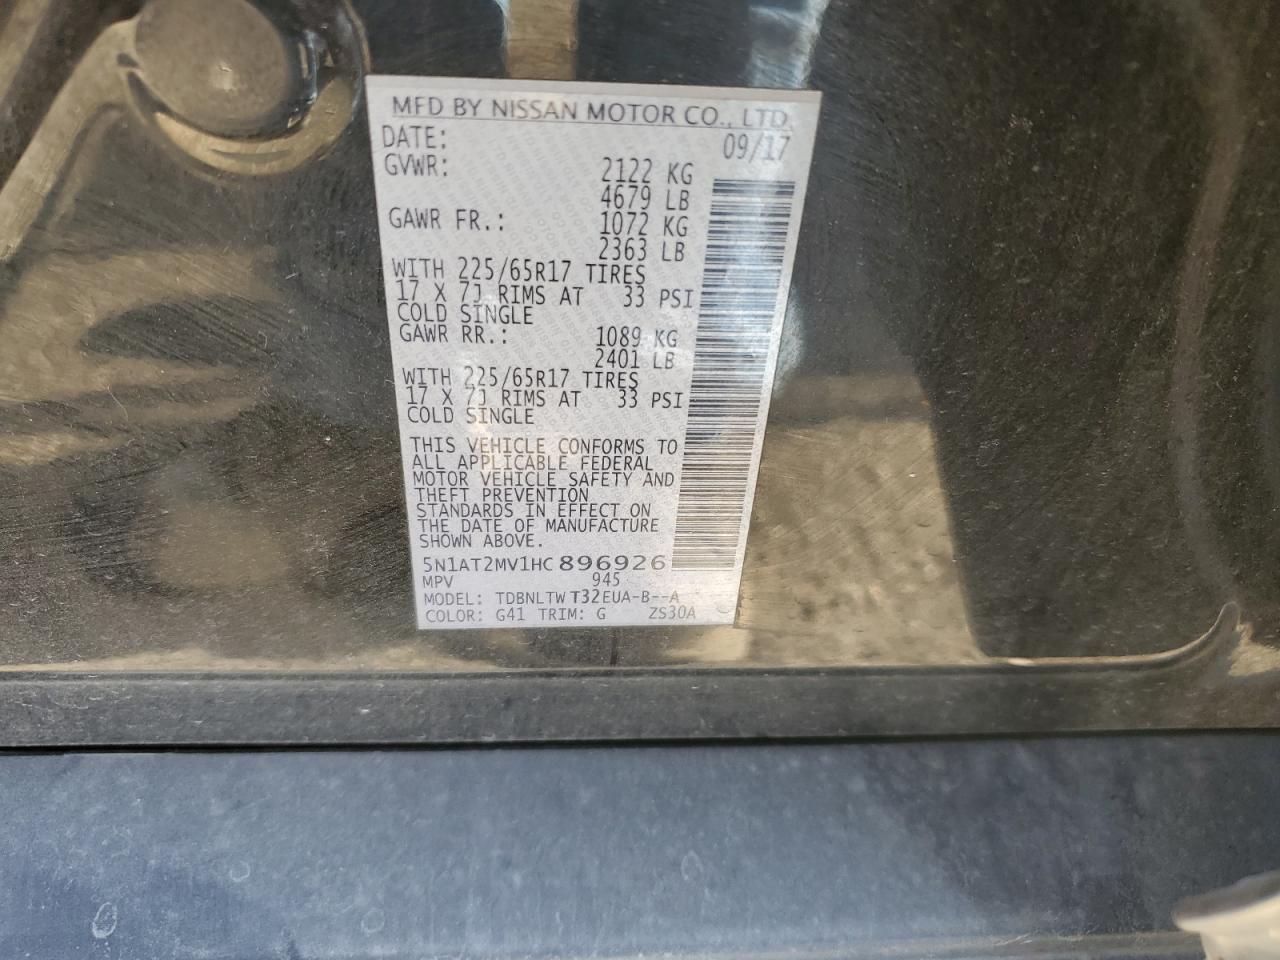 MFD BY NISSAN MOTOR CO., LTD.
DATE: 09/17
GVWR: 2122 KG
4679 LB
GAWR FR.: 1072 KG
2363 LB
WITH 225/65R17 TIRES
17 X 7J RIMS AT 33 PSI
COLD SINGLE
GAWR RR.: 1089 KG
2401 LB
WITH 225/65R17 TIRES
17 X 7J RIMS AT 33 PSI
COLD SINGLE
THIS VEHICLE CONFORMS TO
ALL APPLICABLE FEDERAL
MOTOR VEHICLE SAFETY AND
THEFT PREVENTION
STANDARDS IN EFFECT ON
THE DATE OF MANUFACTURE
SHOWN ABOVE.
5N1AT2MV1HC896926
MPV 945
MODEL: TDBNLTWT32EUA-B--A
COLOR: G41 TRIM: G ZS30A